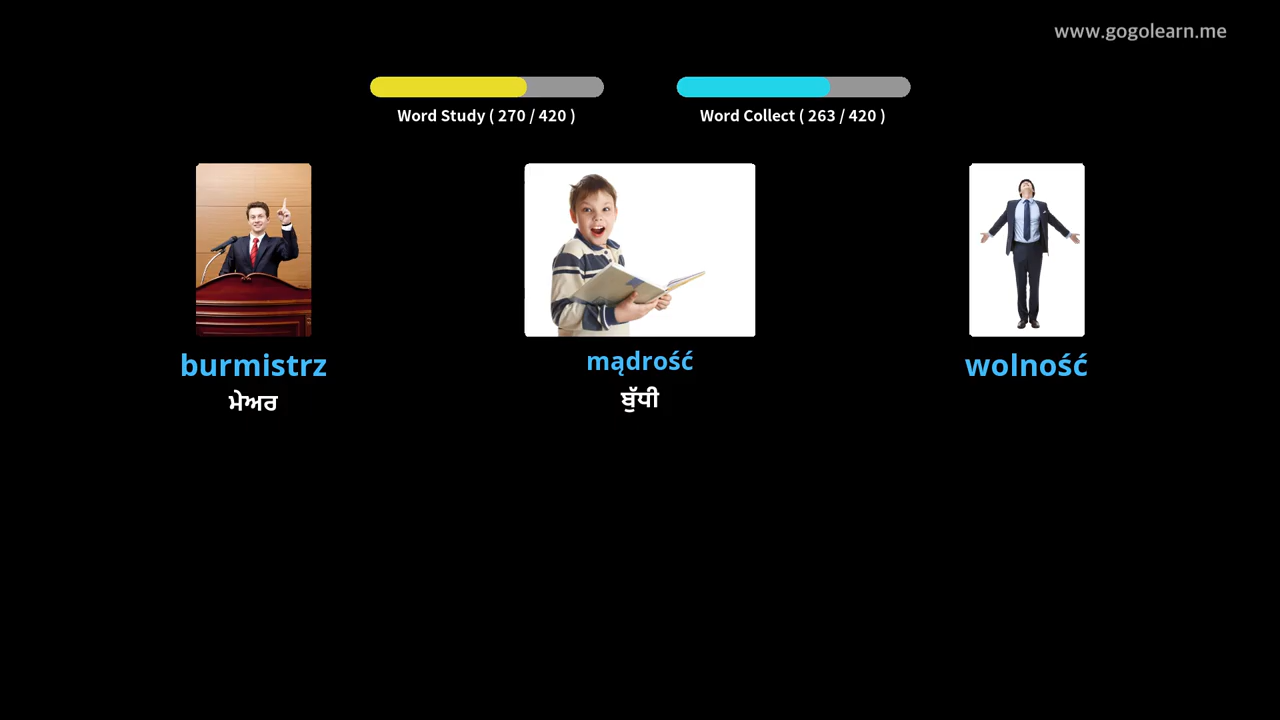 www.gogolearn.me
Word Study ( 270 / 420 )
Word Collect ( 263 / 420 )
burmistrz
ਮੇਅਰ
mądrość
ਬੁੱਧੀ
wolność